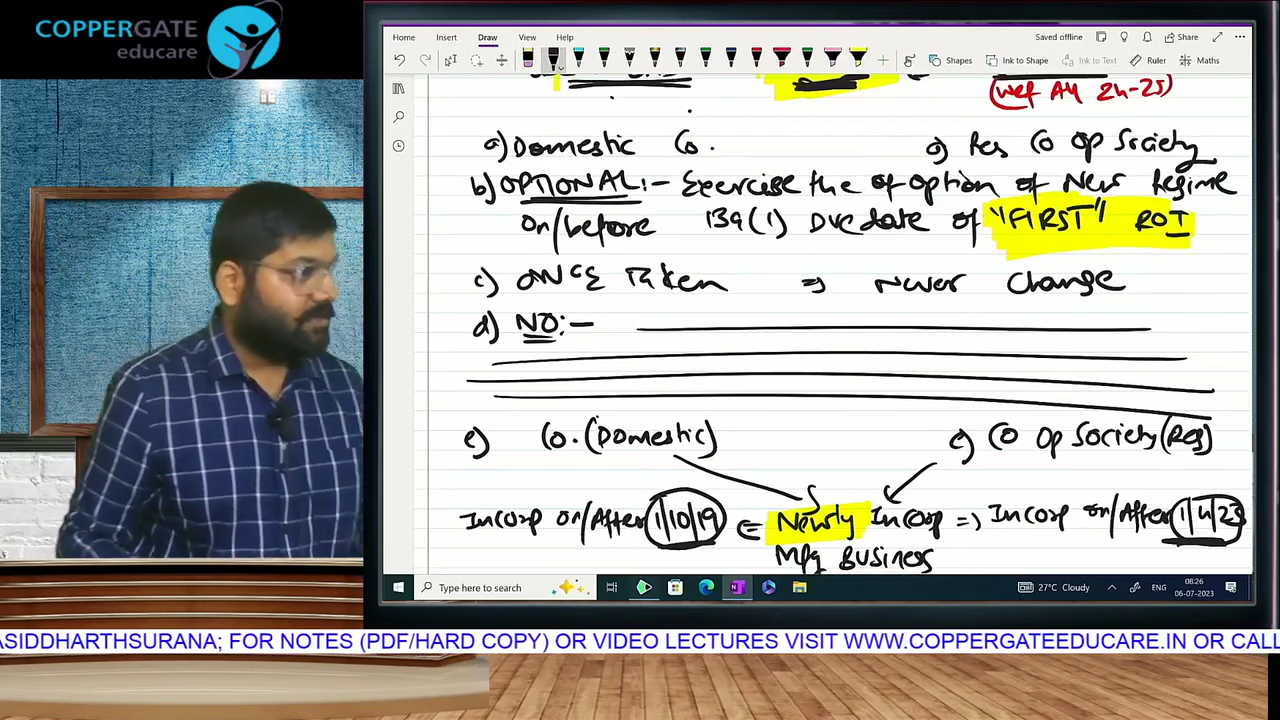 COPPERGATE
educare
Home Insert Draw View Help
Saved offline Share
Shapes Ink to Shape Ink to Text Replay Maths
(wef AY 24-25)
a) Domestic Co.
a) Res Co Op Society
b) OPTIONAL:- Exercise the of option of New Regime
on/before 139(1) Due date of "FIRST" ROI
c) ONCE Taken => Never Change
d) NO:-
e) Co. (Domestic)
e) Co Op Society (Res)
Incorp on/After 1/10/19 <= Newly Incorp => Incorp on/After 1/4/23
Mfg Business
Type here to search
27°C Cloudy
ENG
08:26
06-07-2023
ASIDDHARTHSURANA; FOR NOTES (PDF/HARD COPY) OR VIDEO LECTURES VISIT WWW.COPPERGATEEDUCARE.IN OR CALL